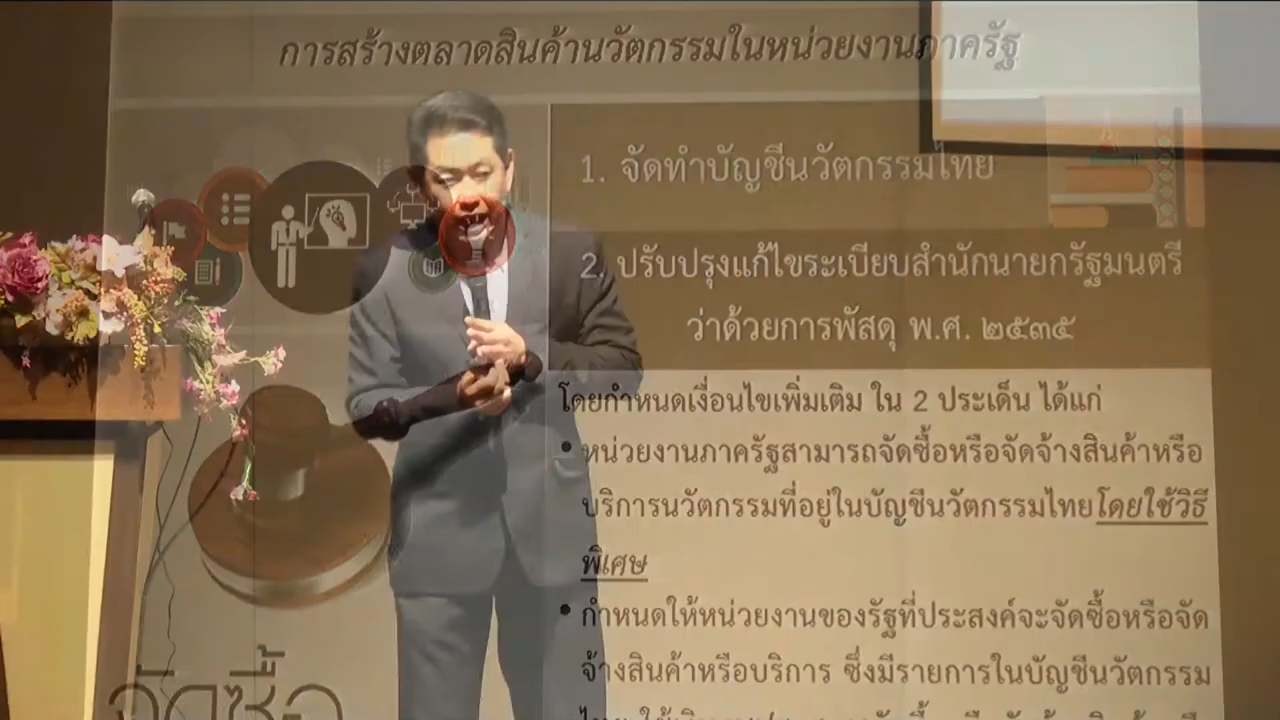 การสร้างตลาดสินค้านวัตกรรมในหน่วยงานภาครัฐ
1. จัดทำบัญชีนวัตกรรมไทย
2. ปรับปรุงแก้ไขระเบียบสำนักนายกรัฐมนตรี
ว่าด้วยการพัสดุ พ.ศ. ๒๕๓๕
โดยกำหนดเงื่อนไขเพิ่มเติม ใน 2 ประเด็น ได้แก่
• หน่วยงานภาครัฐสามารถจัดซื้อหรือจัดจ้างสินค้าหรือ
บริการนวัตกรรมที่อยู่ในบัญชีนวัตกรรมไทยโดยใช้วิธี
พิเศษ
• กำหนดให้หน่วยงานของรัฐที่ประสงค์จะจัดซื้อหรือจัด
จ้างสินค้าหรือบริการ ซึ่งมีรายการในบัญชีนวัตกรรม
จัดซื้อ